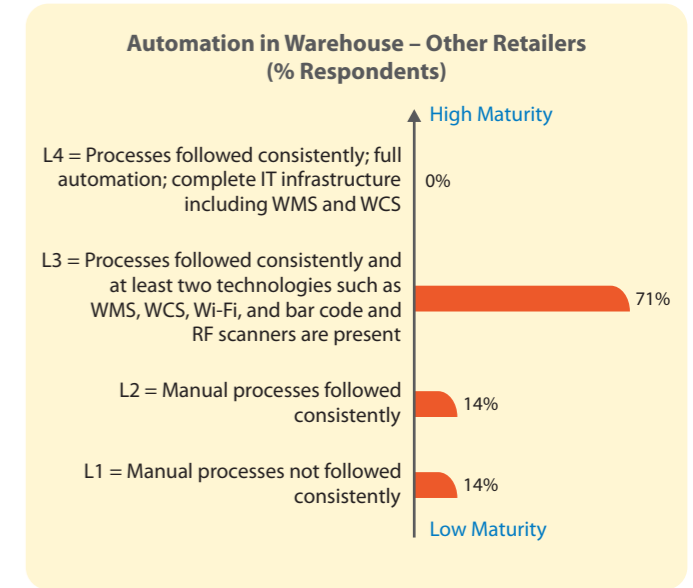 Automation in Warehouse – Other Retailers
(% Respondents)
High Maturity
L4 = Processes followed consistently; full
automation; complete IT infrastructure
including WMS and WCS
0%
L3 = Processes followed consistently and
at least two technologies such as
WMS, WCS, Wi-Fi, and bar code and
RF scanners are present
71%
L2 = Manual processes followed
consistently
14%
L1 = Manual processes not followed
consistently
14%
Low Maturity